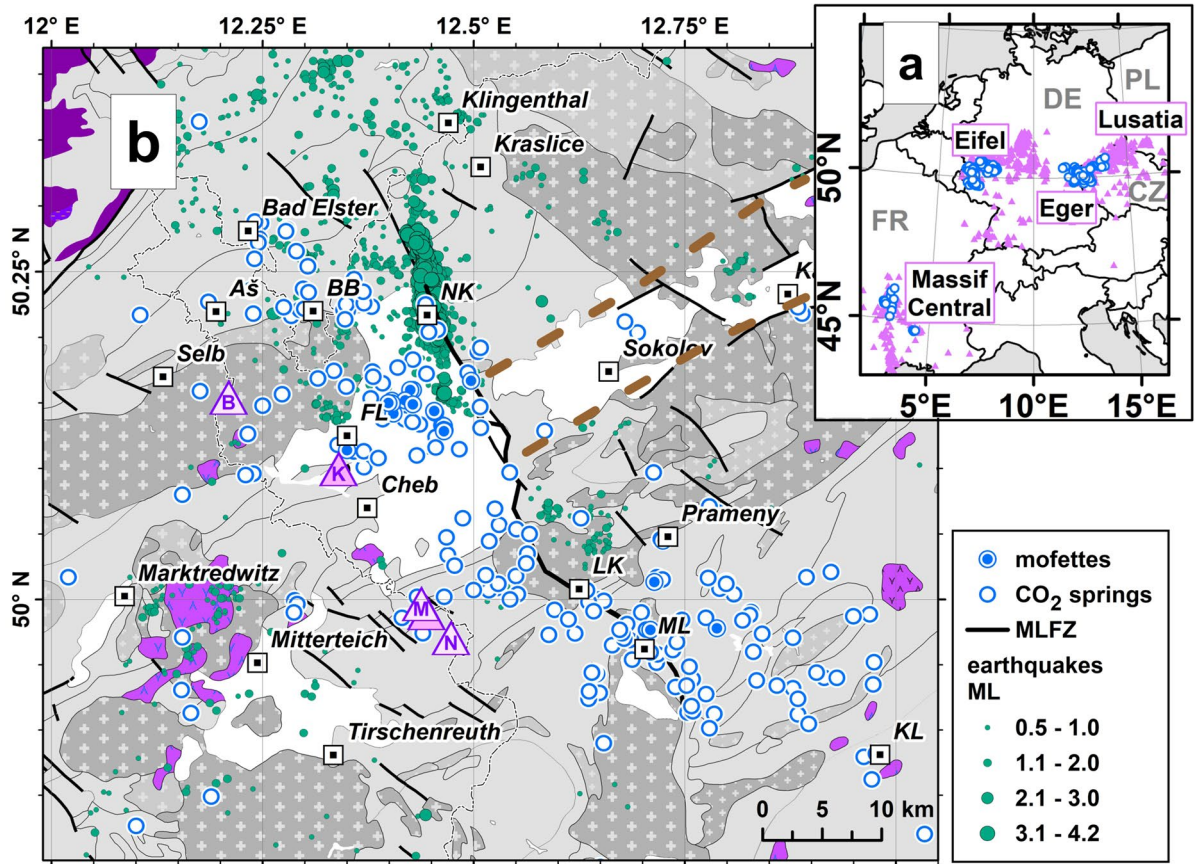 12° E
12.25°E
12.5°E
12.75°E
50.25° N
50° N
b
Klingenthal
Kraslice
Bad Elster
Aš
BB
NK
K
Selb
Sokolov
B
FL
K
Cheb
Prameny
Marktredwitz
LK
M
N
ML
Mitterteich
Tirschenreuth
KL
0 5 10 km
a
PL
DE
Lusatia
Eifel
50°N
CZ
FR
Eger
Massif
Central
45°N
5°E
10°E
15°E
mofettes
CO₂ springs
MLFZ
earthquakes
ML
0.5 - 1.0
1.1 - 2.0
2.1 - 3.0
3.1 - 4.2